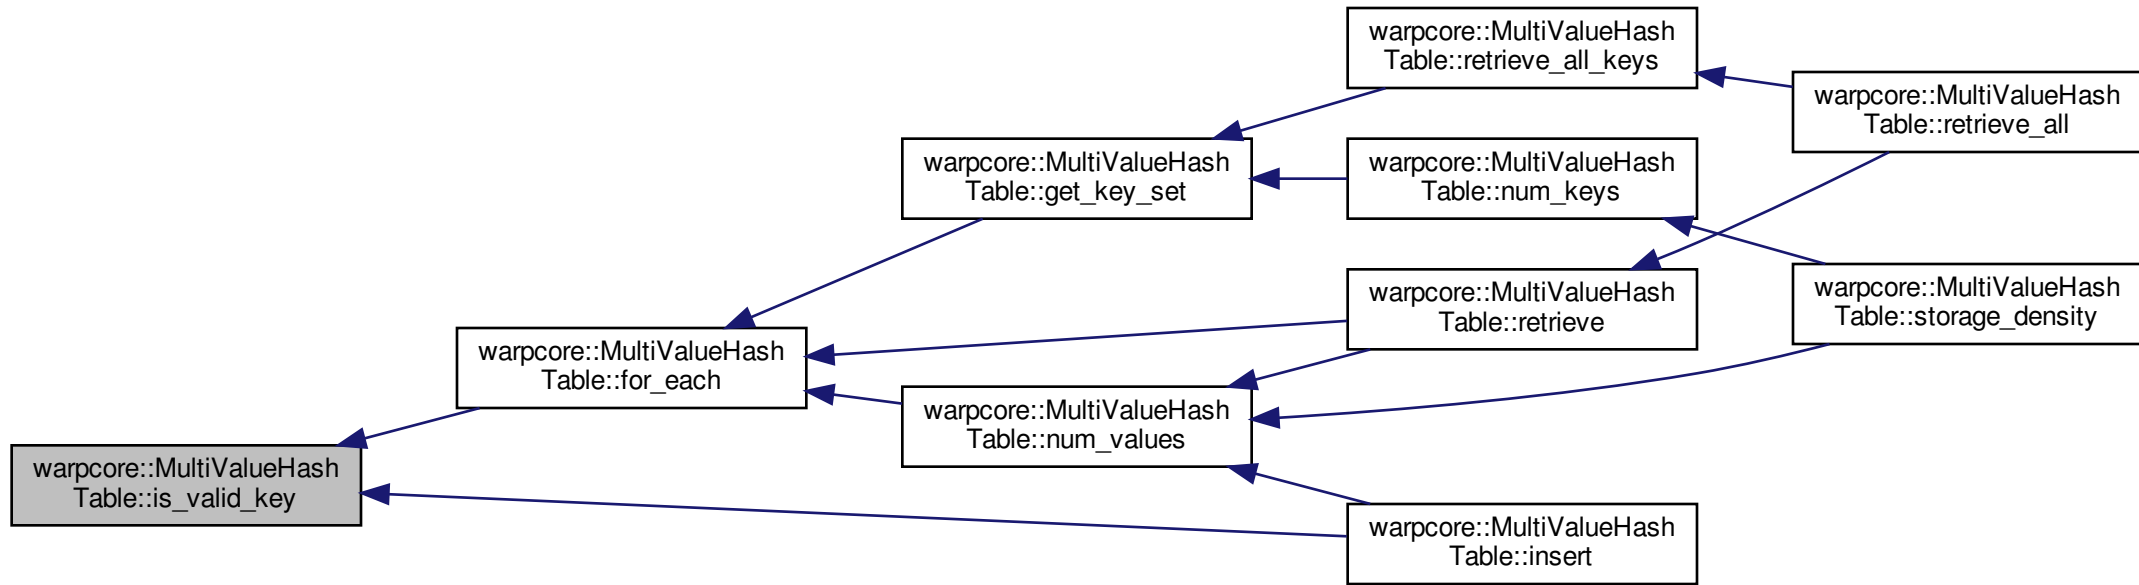 warpcore::MultiValueHash
Table::is_valid_key
warpcore::MultiValueHash
Table::for_each
warpcore::MultiValueHash
Table::get_key_set
warpcore::MultiValueHash
Table::num_values
warpcore::MultiValueHash
Table::retrieve_all_keys
warpcore::MultiValueHash
Table::num_keys
warpcore::MultiValueHash
Table::retrieve
warpcore::MultiValueHash
Table::insert
warpcore::MultiValueHash
Table::retrieve_all
warpcore::MultiValueHash
Table::storage_density